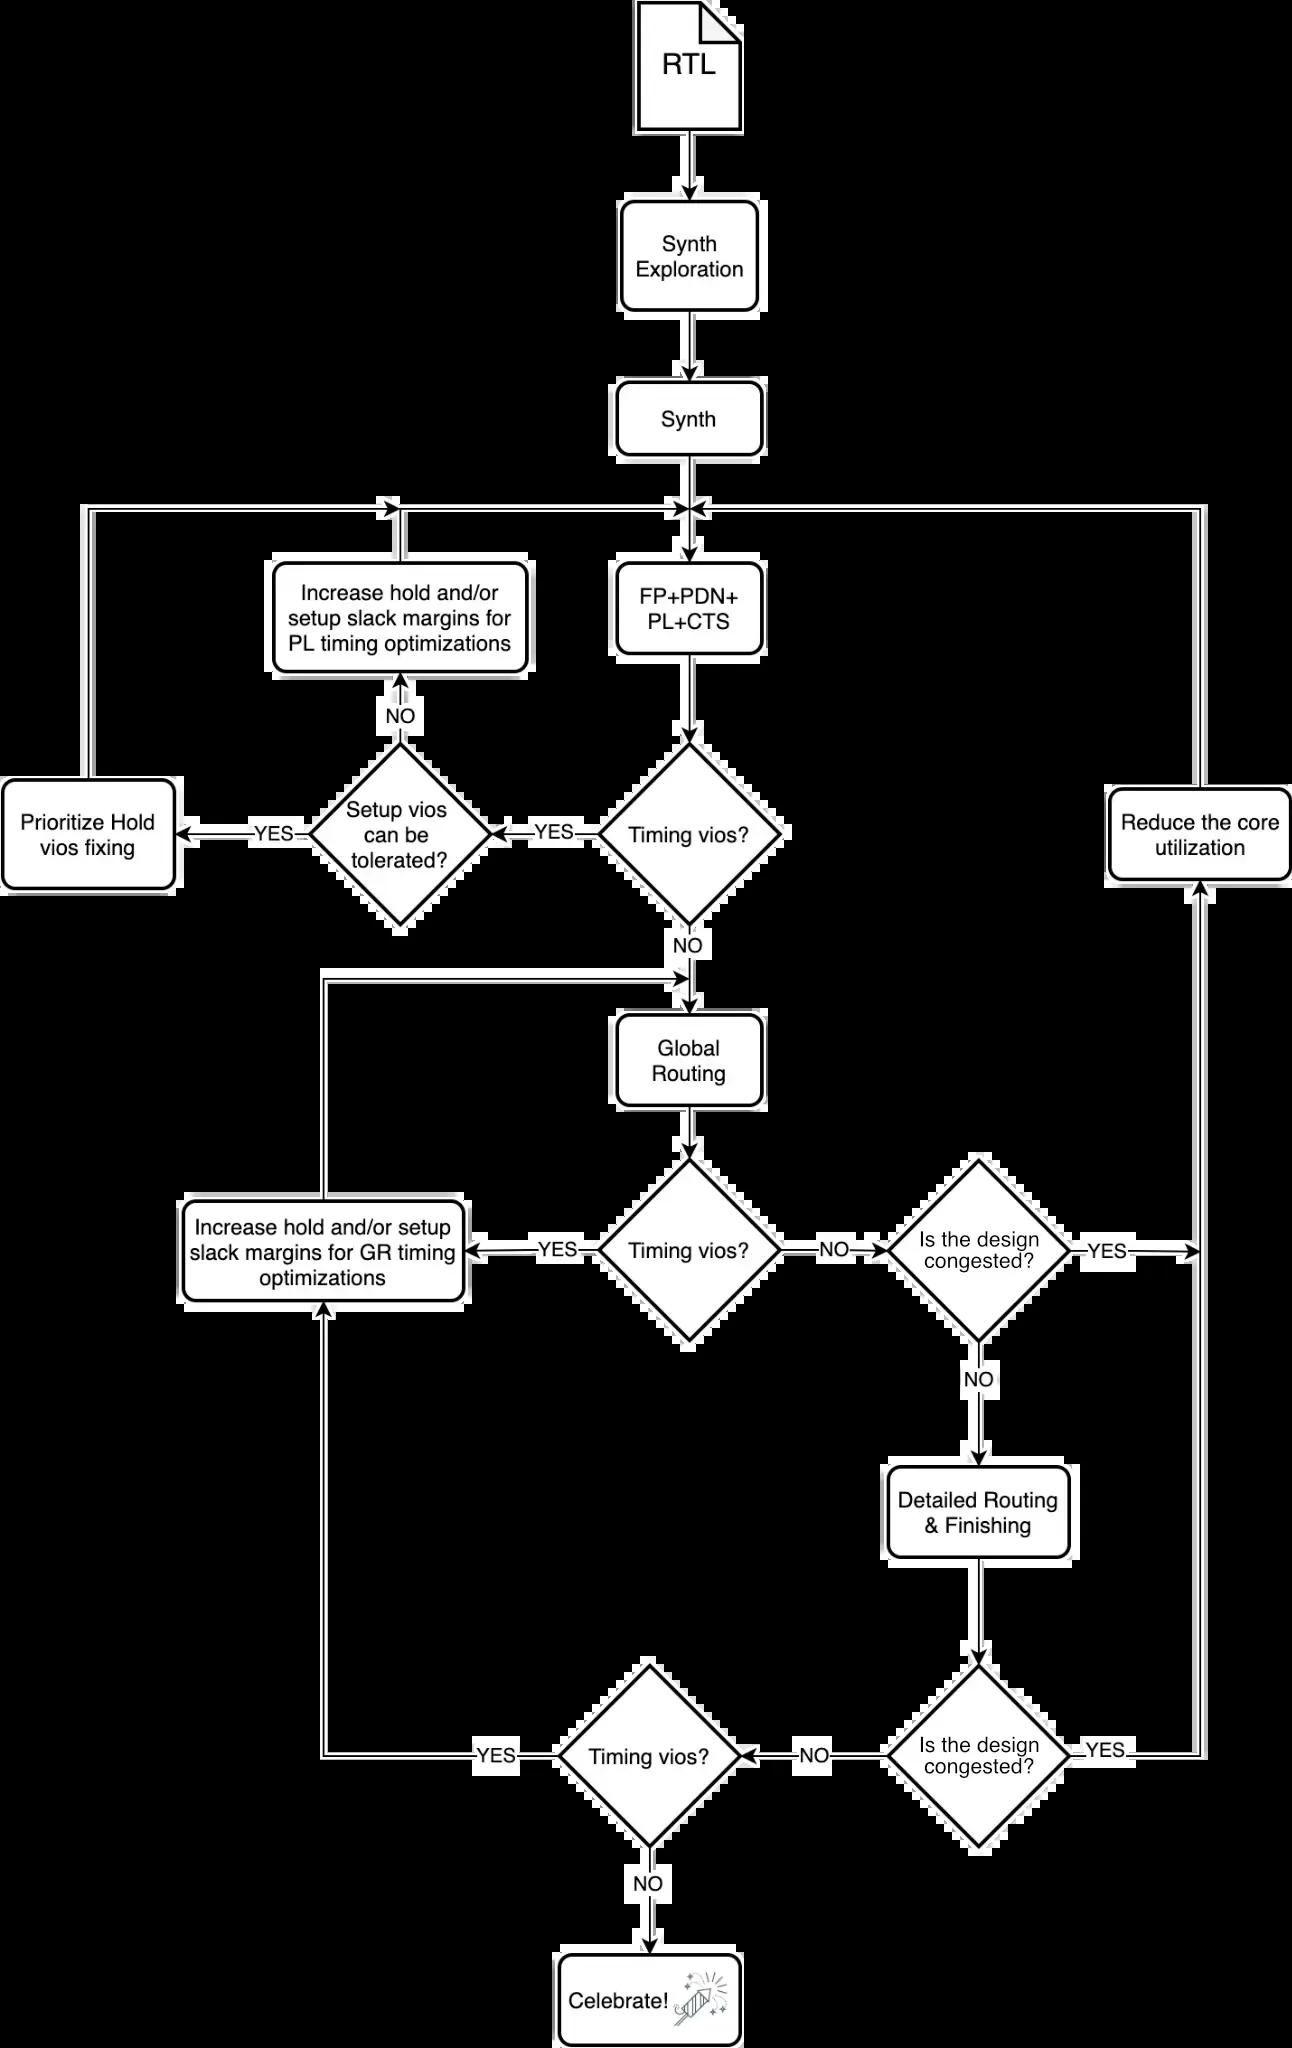 RTL
Synth
Exploration
Synth
Increase hold and/or
setup slack margins for
PL timing optimizations
FP+PDN+
PL+CTS
NO
Prioritize Hold
vios fixing
YES
Setup vios
can be
tolerated?
YES
Timing vios?
Reduce the core
utilization
NO
Global
Routing
Increase hold and/or setup
slack margins for GR timing
optimizations
YES
Timing vios?
NO
Is the design
congested?
YES
NO
Detailed Routing
& Finishing
YES
Timing vios?
NO
Is the design
congested?
YES
NO
Celebrate!